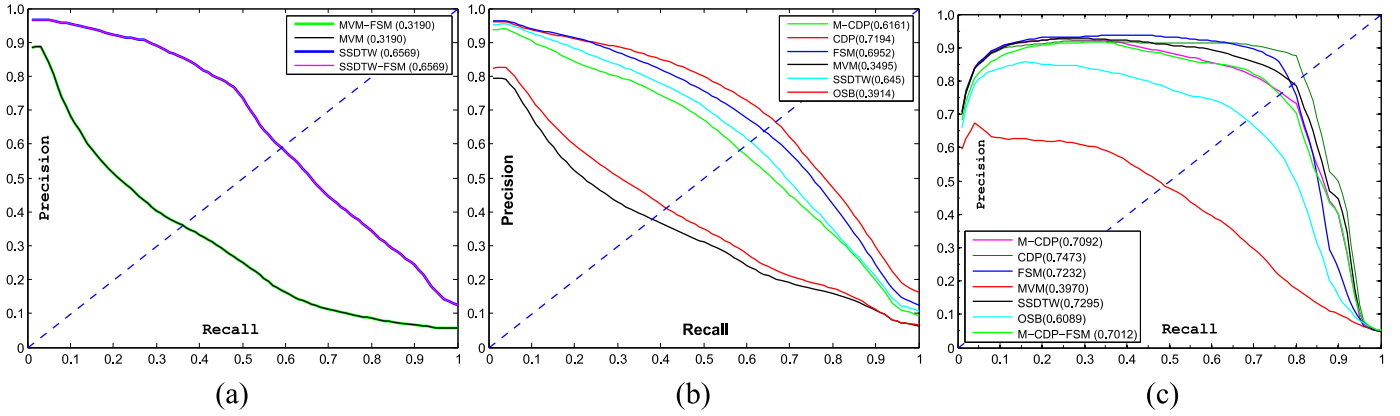 MVM-FSM (0.3190)
MVM (0.3190)
SSDTW (0.6569)
SSDTW-FSM (0.6569)
1.0
0.9
0.8
0.7
0.6
0.5
0.4
0.3
0.2
0.1
0
Precision
Recall
0 0.1 0.2 0.3 0.4 0.5 0.6 0.7 0.8 0.9 1
(a)
M-CDP(0.6161)
CDP(0.7194)
FSM(0.6952)
MVM(0.3495)
SSDTW(0.645)
OSB(0.3914)
1.0
0.9
0.8
0.7
0.6
0.5
0.4
0.3
0.2
0.1
0
Precision
Recall
0 0.1 0.2 0.3 0.4 0.5 0.6 0.7 0.8 0.9 1
(b)
1.0
0.9
0.8
0.7
0.6
0.5
0.4
0.3
0.2
0.1
0.0
Precision
M-CDP(0.7092)
CDP(0.7473)
FSM(0.7232)
MVM(0.3970)
SSDTW(0.7295)
OSB(0.6089)
M-CDP-FSM (0.7012)
Recall
0 0.1 0.2 0.3 0.4 0.5 0.6 0.7 0.8 0.9 1
(c)